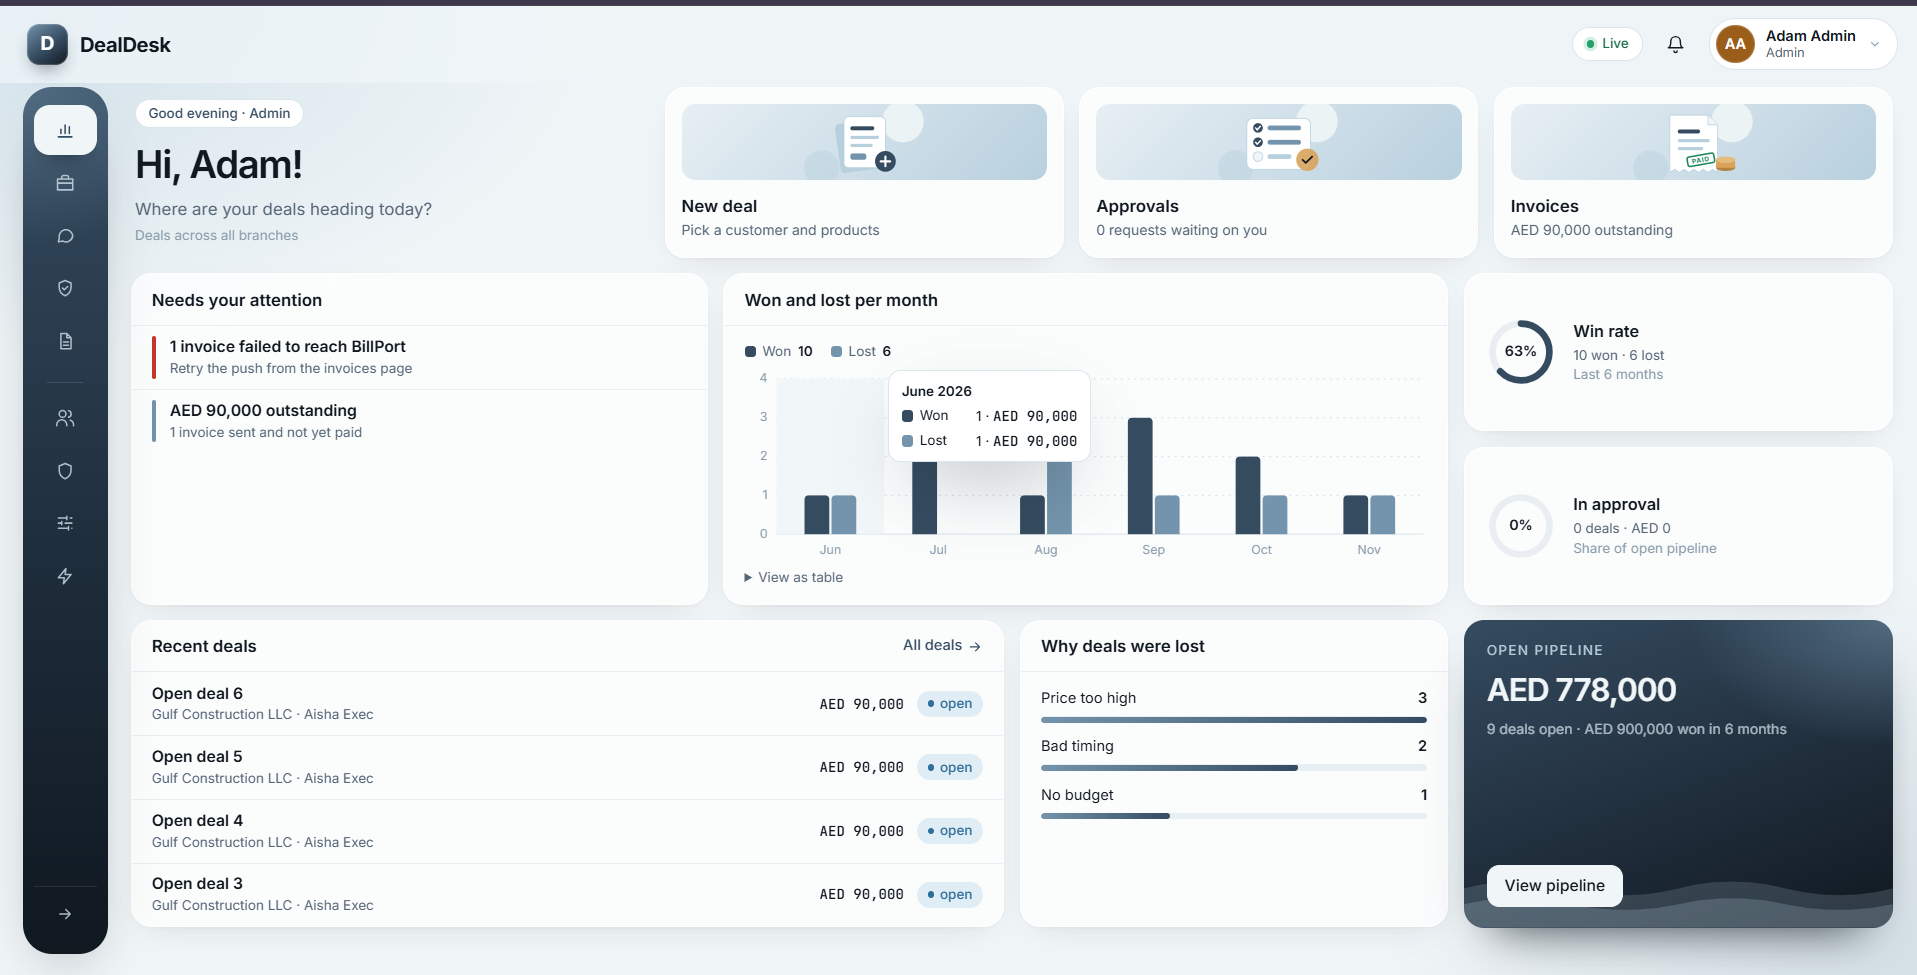 D DealDesk
Live
AA
Adam Admin
Admin
Good evening · Admin
Hi, Adam!
Where are your deals heading today?
Deals across all branches
New deal
Pick a customer and products
Approvals
0 requests waiting on you
PAID
Invoices
AED 90,000 outstanding
Needs your attention
1 invoice failed to reach BillPort
Retry the push from the invoices page
AED 90,000 outstanding
1 invoice sent and not yet paid
Won and lost per month
Won 10 Lost 6
4
3
2
1
0
June 2026
Won 1 · AED 90,000
Lost 1 · AED 90,000
Jun Jul Aug Sep Oct Nov
View as table
63%
Win rate
10 won · 6 lost
Last 6 months
0%
In approval
0 deals · AED 0
Share of open pipeline
Recent deals
All deals →
Open deal 6
Gulf Construction LLC · Aisha Exec
AED 90,000 open
Open deal 5
Gulf Construction LLC · Aisha Exec
AED 90,000 open
Open deal 4
Gulf Construction LLC · Aisha Exec
AED 90,000 open
Open deal 3
Gulf Construction LLC · Aisha Exec
AED 90,000 open
Why deals were lost
Price too high 3
Bad timing 2
No budget 1
OPEN PIPELINE
AED 778,000
9 deals open · AED 900,000 won in 6 months
View pipeline